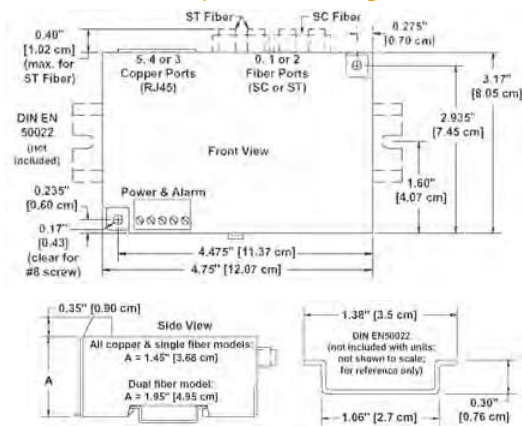 ST Fiber
SC Fiber
0.40"
[1.02 cm]
(max. for
ST Fiber)
0.275"
[0.70 cm]
5, 4 or 3
Copper Ports
(RJ45)
0, 1 or 2
Fiber Ports
(SC or ST)
3.17"
[8.05 cm]
2.935"
[7.45 cm]
DIN EN
50022
(not
included)
Front View
1.60"
[4.07 cm]
0.235"
[0.60 cm]
Power & Alarm
0.17"
[0.43]
(clear for
#8 screw)
4.475" [11.37 cm]
4.75" [12.07 cm]
0.35" [0.90 cm]
Side View
All copper & single fiber models:
A = 1.45" [3.68 cm]
Dual fiber model:
A = 1.95" [4.95 cm]
A
1.38" [3.5 cm]
DIN EN50022
(not included with units;
not shown to scale;
for reference only)
0.30"
[0.76 cm]
1.06" [2.7 cm]